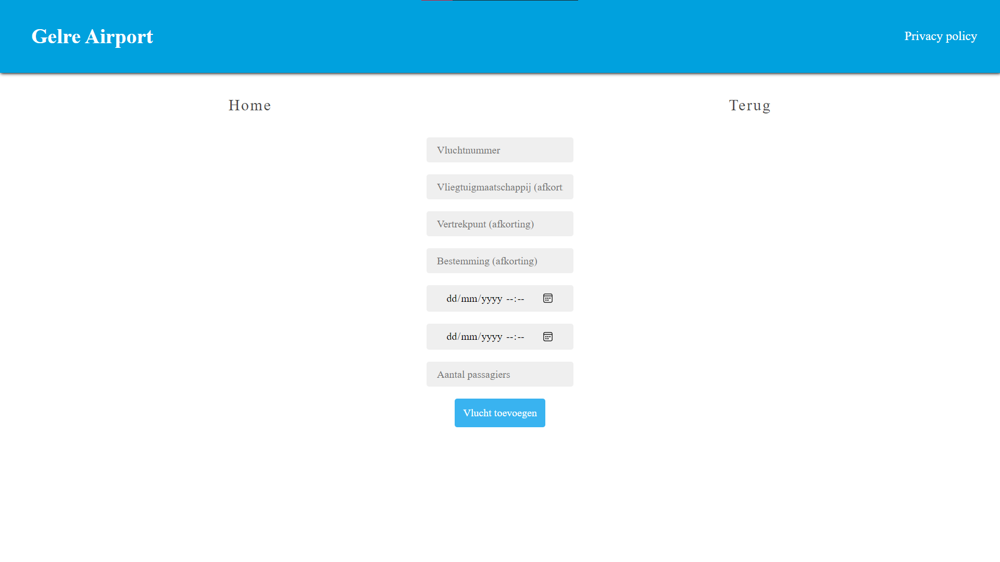 Gelre Airport
Privacy policy
Home
Terug
Vluchtnummer
Vliegtuigmaatschappij (afkort
Vertrekpunt (afkorting)
Bestemming (afkorting)
dd/mm/yyyy --:--
dd/mm/yyyy --:--
Aantal passagiers
Vlucht toevoegen